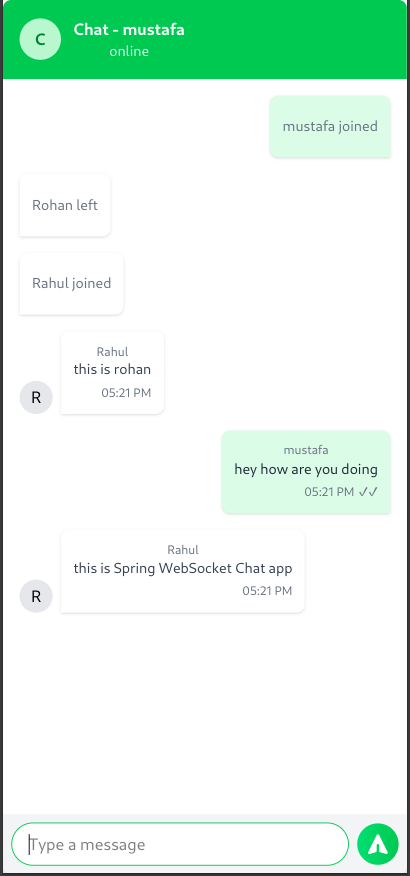 C
Chat - mustafa
online
mustafa joined
Rohan left
Rahul joined
Rahul
this is rohan
05:21 PM
R
mustafa
hey how are you doing
05:21 PM ✓✓
Rahul
this is Spring WebSocket Chat app
05:21 PM
R
Type a message